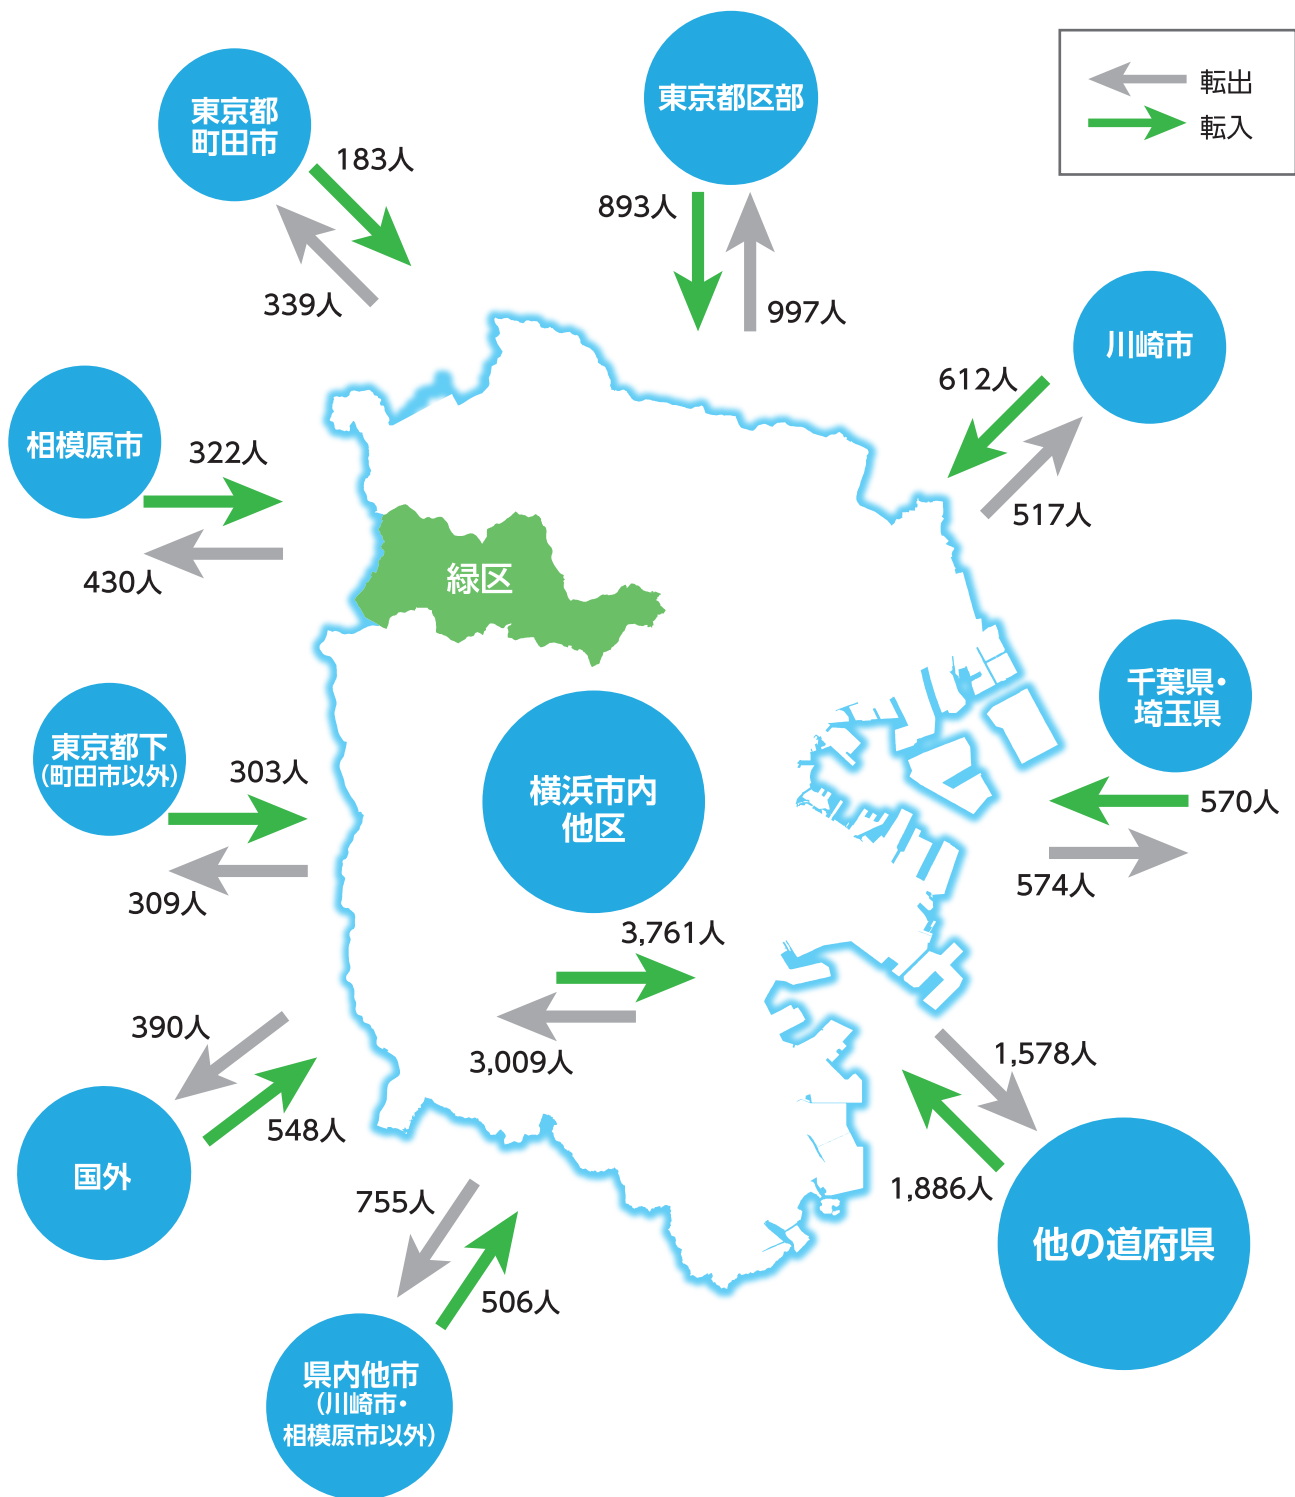 転出
転入
東京都
町田市
183人
339人
東京都区部
893人
997人
川崎市
612人
517人
相模原市
322人
430人
緑区
千葉県・
埼玉県
570人
574人
東京都下
(町田市以外)
303人
309人
横浜市内
他区
3,761人
3,009人
390人
548人
国外
1,578人
1,886人
他の道府県
755人
506人
県内他市
(川崎市・
相模原市以外)